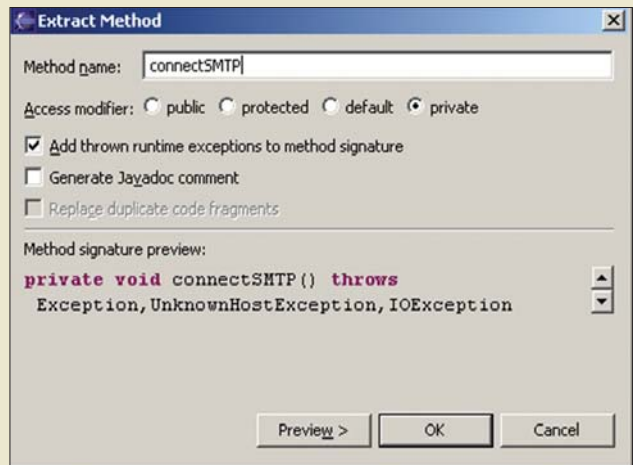 Extract Method
Method name: connectSMTP
Access modifier: public protected default private
Add thrown runtime exceptions to method signature
Generate Javadoc comment
Replace duplicate code fragments
Method signature preview:
private void connectSMTP() throws
Exception,UnknownHostException,IOException
Preview > OK Cancel